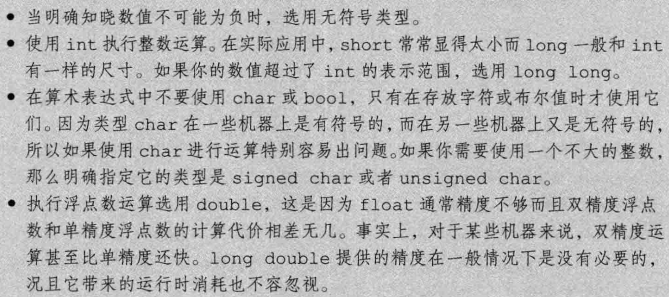 • 当明确知晓数值不可能为负时，选用无符号类型。
• 使用 int 执行整数运算。在实际应用中，short 常常显得太小而 long 一般和 int
有一样的尺寸。如果你的数值超过了 int 的表示范围，选用 long long。
• 在算术表达式中不要使用 char 或 bool，只有在存放字符或布尔值时才使用它
们。因为类型 char 在一些机器上是有符号的，而在另一些机器上又是无符号的，
所以如果使用 char 进行运算特别容易出问题。如果你需要使用一个不大的整数，
那么明确指定它的类型是 signed char 或者 unsigned char。
• 执行浮点数运算选用 double，这是因为 float 通常精度不够而且双精度浮点
数和单精度浮点数的计算代价相差无几。事实上，对于某些机器来说，双精度运
算甚至比单精度还快。long double 提供的精度在一般情况下是没有必要的，
况且它带来的运行时消耗也不容忽视。